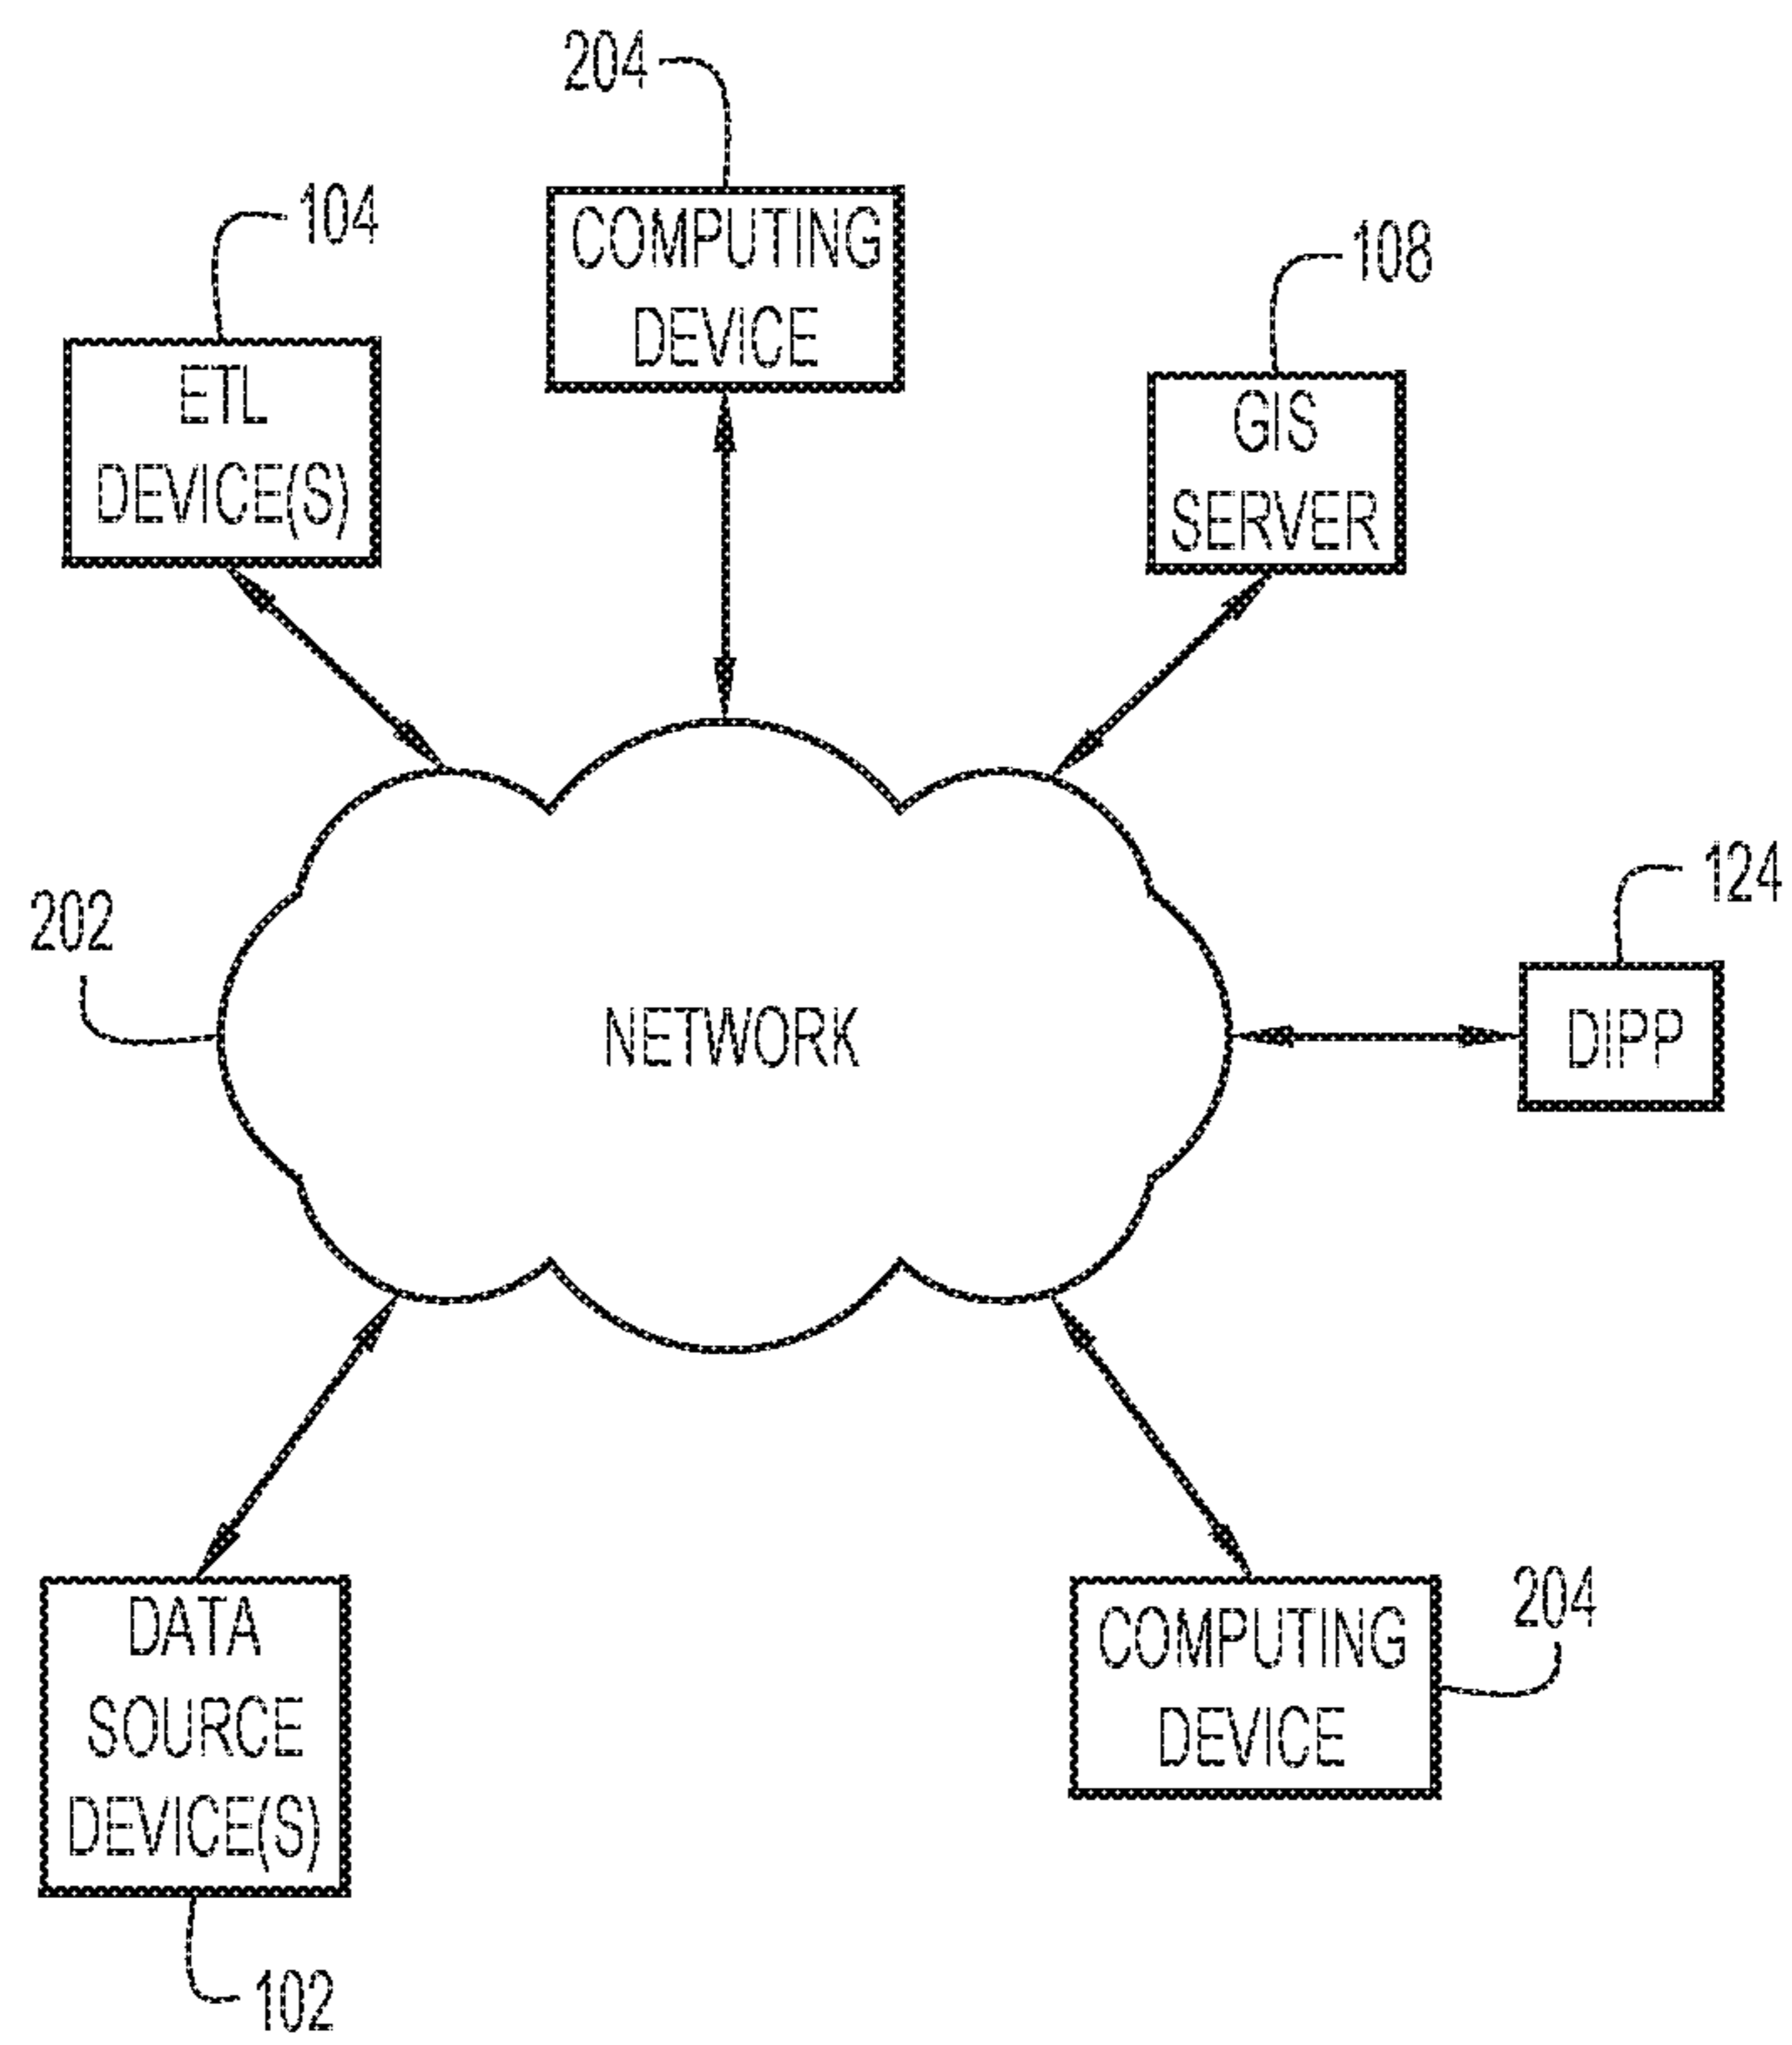 204
104
COMPUTING
DEVICE
108
ETL
DEVICE(S)
GIS
SERVER
124
202
NETWORK
DIPP
DATA
SOURCE
DEVICE(S)
COMPUTING
DEVICE
204
102